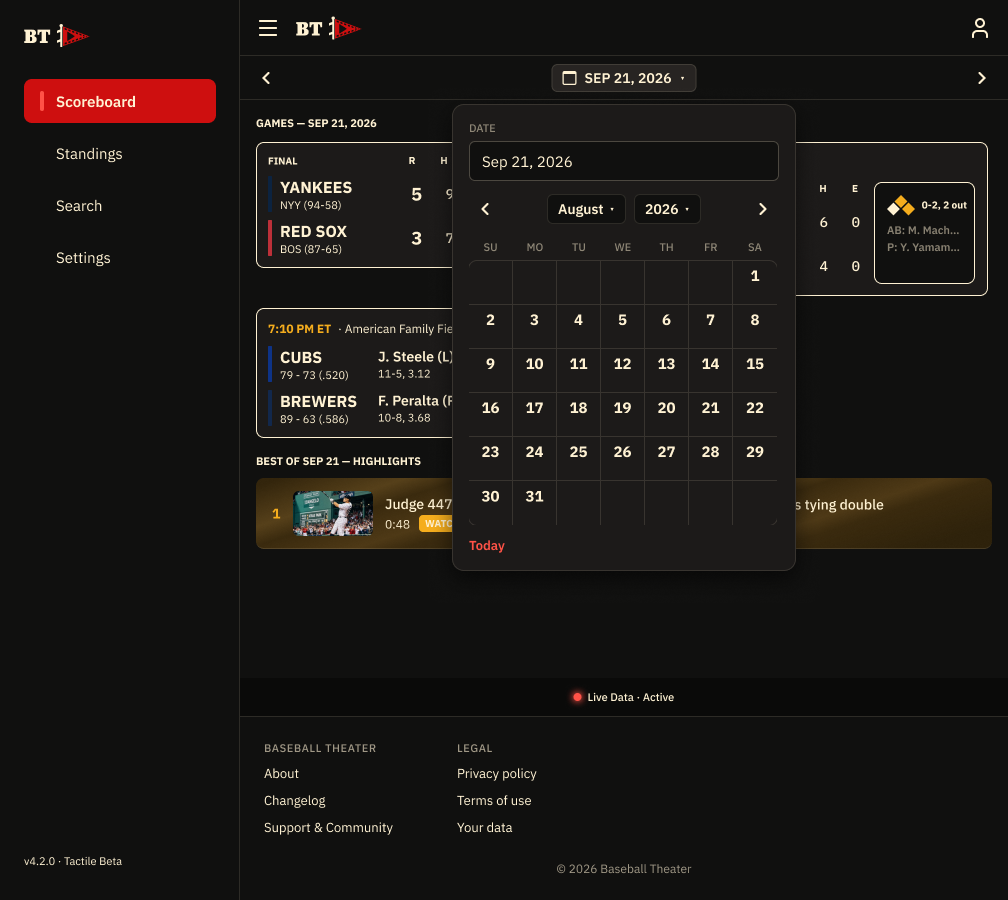 BT
BT
Scoreboard
Standings
Search
Settings
v4.2.0 · Tactile Beta
SEP 21, 2026
GAMES — SEP 21, 2026
FINAL R H
YANKEES 5
NYY (94-58)
RED SOX 3
BOS (87-65)
H E
6 0
4 0
0-2, 2 out
AB: M. Mach...
P: Y. Yamam...
7:10 PM ET · American Family Fie
CUBS J. Steele (L)
79 - 73 (.520) 11-5, 3.12
BREWERS F. Peralta
89 - 63 (.586) 10-8, 3.68
BEST OF SEP 21 — HIGHLIGHTS
1
Judge 447
0:48 WATC
s tying double
DATE
Sep 21, 2026
August 2026
SU MO TU WE TH FR SA
1
2 3 4 5 6 7 8
9 10 11 12 13 14 15
16 17 18 19 20 21 22
23 24 25 26 27 28 29
30 31
Today
Live Data · Active
BASEBALL THEATER
About
Changelog
Support & Community
LEGAL
Privacy policy
Terms of use
Your data
© 2026 Baseball Theater